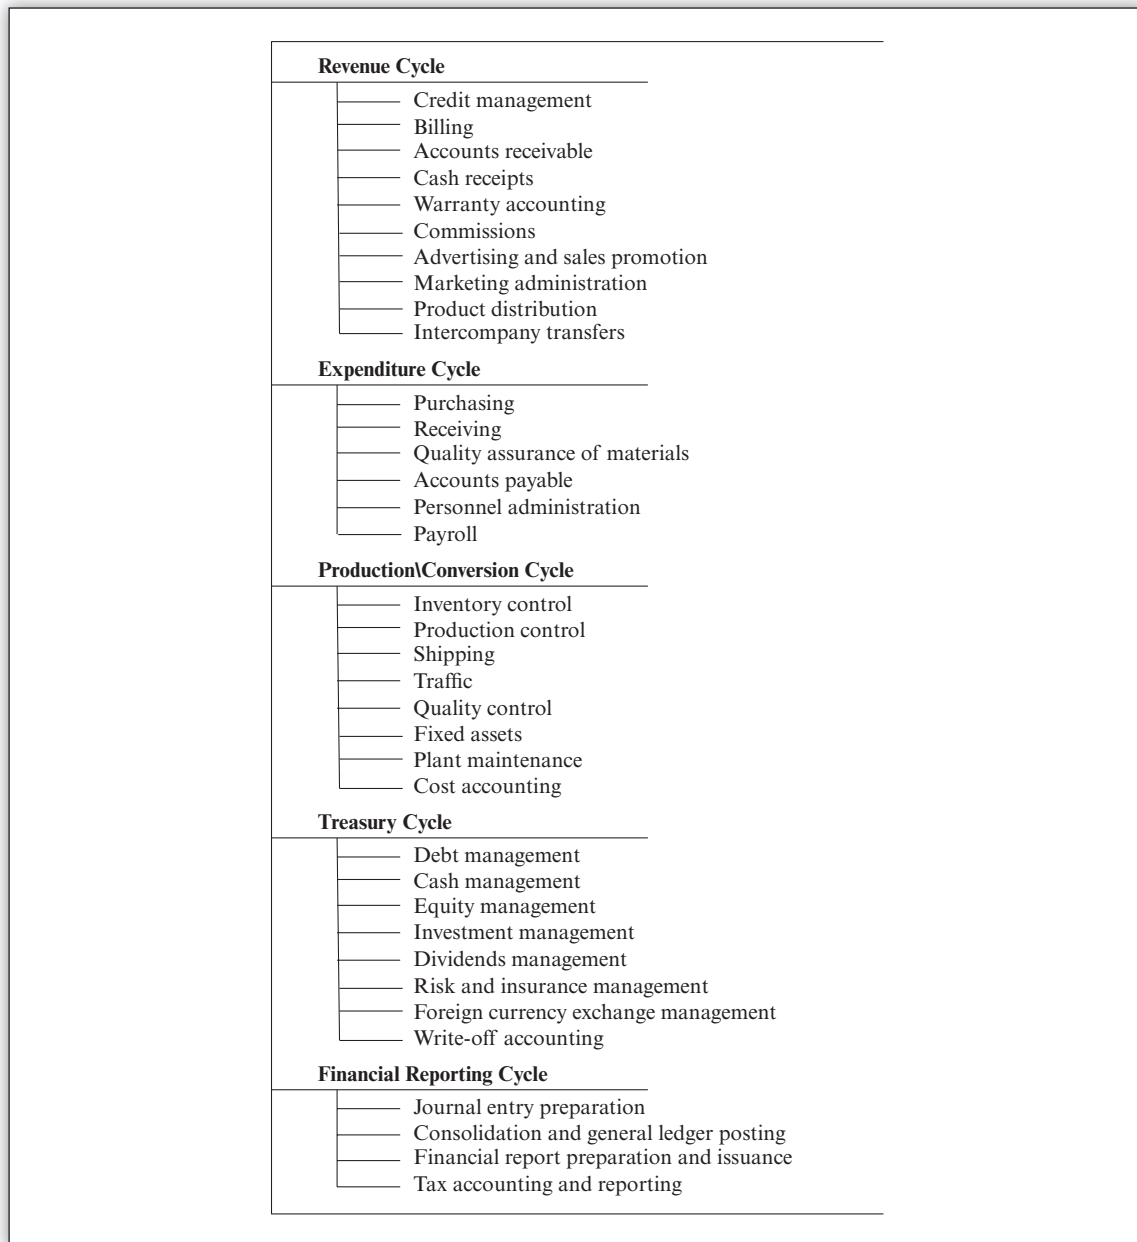 Revenue Cycle
Credit management
Billing
Accounts receivable
Cash receipts
Warranty accounting
Commissions
Advertising and sales promotion
Marketing administration
Product distribution
Intercompany transfers
Expenditure Cycle
Purchasing
Receiving
Quality assurance of materials
Accounts payable
Personnel administration
Payroll
Production\Conversion Cycle
Inventory control
Production control
Shipping
Traffic
Quality control
Fixed assets
Plant maintenance
Cost accounting
Treasury Cycle
Debt management
Cash management
Equity management
Investment management
Dividends management
Risk and insurance management
Foreign currency exchange management
Write-off accounting
Financial Reporting Cycle
Journal entry preparation
Consolidation and general ledger posting
Financial report preparation and issuance
Tax accounting and reporting